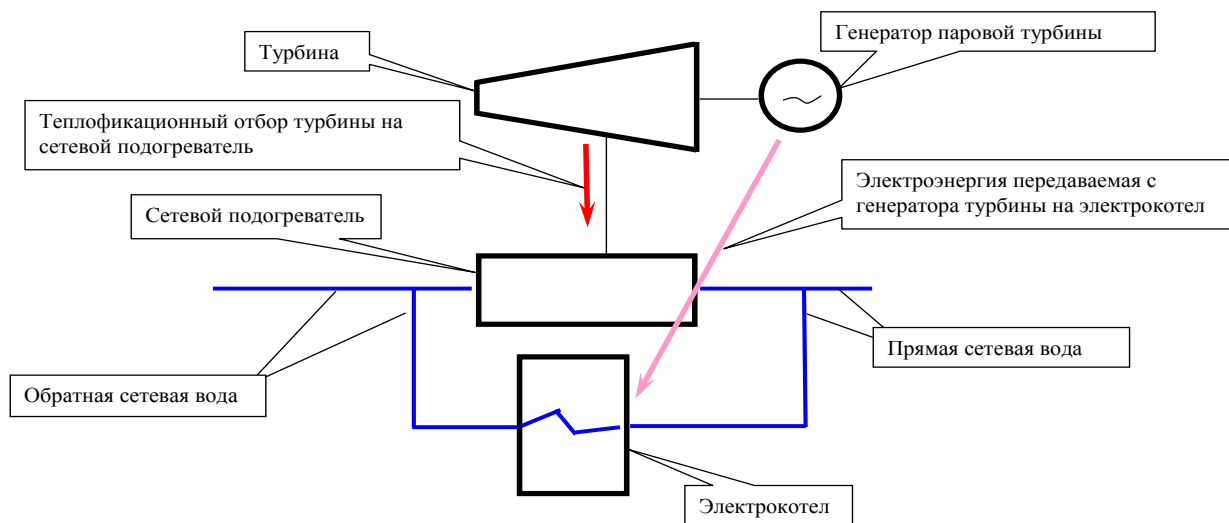 Генератор паровой турбины
Турбина
Теплофикационный отбор турбины на
сетевой подогреватель
Электроэнергия передаваемая с
генератора турбины на электрокотел
Сетевой подогреватель
Прямая сетевая вода
Обратная сетевая вода
Электрокотел